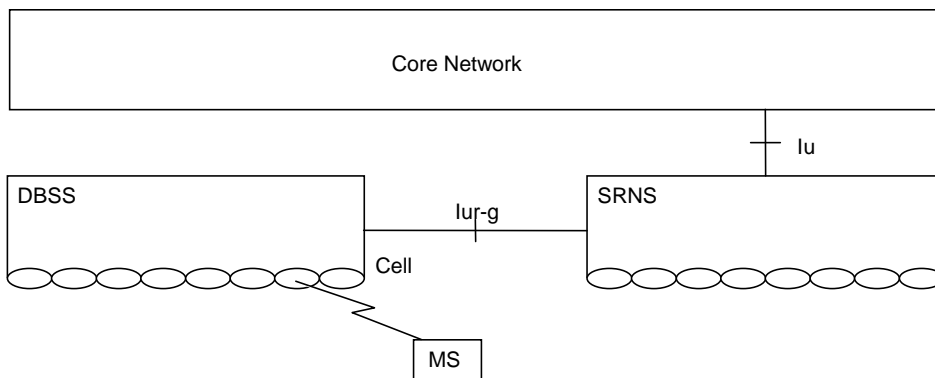 Core Network
Iu
DBSS
SRNS
Iur-g
Cell
MS